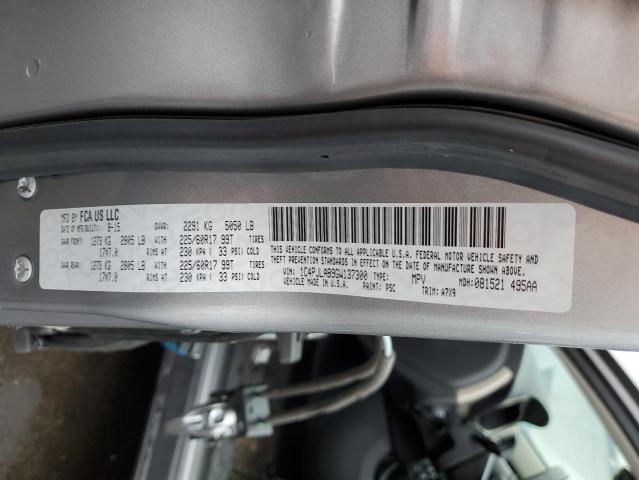 MFD BY FCA US LLC
DATE OF MFR/BUILT: 8-15 GVWR: 2291 KG 5050 LB
GAWR FRONT: 1273 KG 2805 LB WITH 225/60R17 99T TIRES
17X7.0 RIMS AT 230 KPA ( 33 PSI) COLD
GAWR REAR: 1273 KG 2805 LB WITH 225/60R17 99T TIRES
17X7.0 RIMS AT 230 KPA ( 33 PSI) COLD
THIS VEHICLE CONFORMS TO ALL APPLICABLE U.S.A. FEDERAL MOTOR VEHICLE SAFETY,
BUMPER AND THEFT PREVENTION STANDARDS IN EFFECT ON THE DATE OF MANUFACTURE SHOWN ABOVE.
VIN: 1C4PJLAB9GW137300 TYPE: MPV MDH: 081521 495AA
MADE IN U.S.A. PAINT: PSC TRIM: A7X9